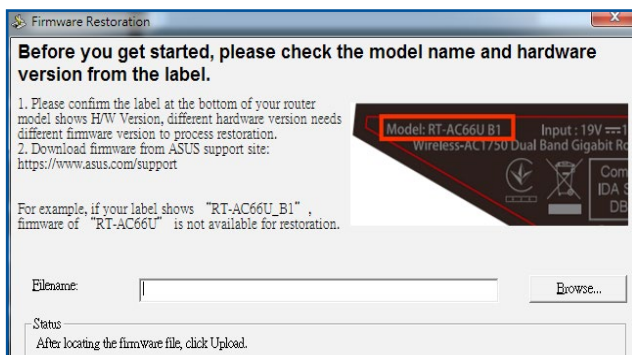 Firmware Restoration
Before you get started, please check the model name and hardware
version from the label.
1. Please confirm the label at the bottom of your router
model shows H/W Version, different hardware version needs
different firmware version to process restoration.
2. Download firmware from ASUS support site:
https://www.asus.com/support
For example, if your label shows “RT-AC66U_B1”,
firmware of “RT-AC66U” is not available for restoration.
Model: RT-AC66U B1 Input : 19V
Wireless-AC1750 Dual Band Gigabit
Com
IDA
DB
Filename:
Browse...
Status
After locating the firmware file, click Upload.